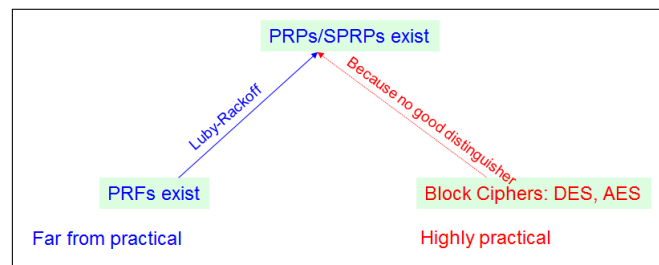 PRPs/SPRPs exist
Luby-Rackoff
Because no good distinguisher
PRFs exist
Block Ciphers: DES, AES
Far from practical
Highly practical